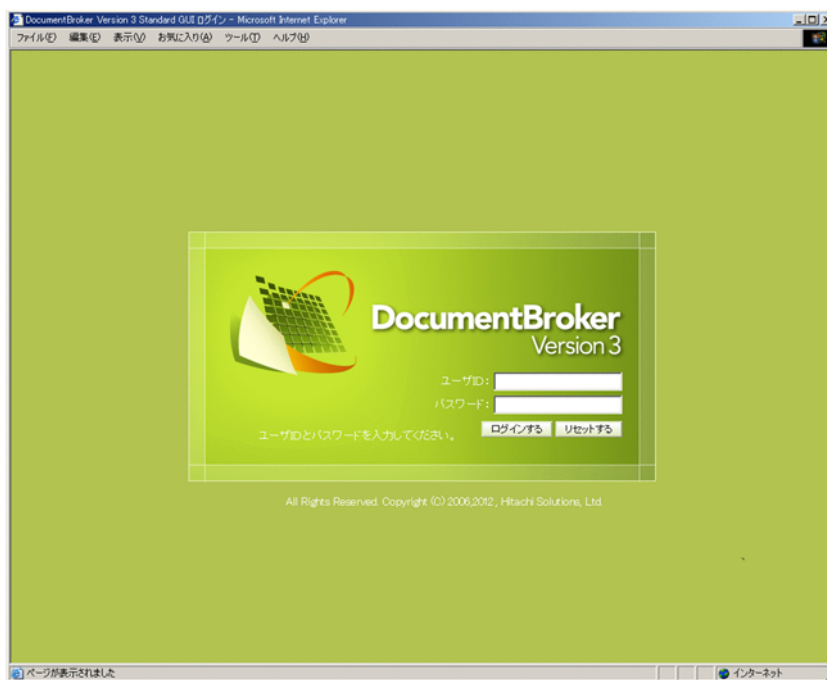 DocumentBroker Version 3 Standard GUI ログイン - Microsoft Internet Explorer
ファイル(F) 編集(E) 表示(V) お気に入り(A) ツール(T) ヘルプ(H)
DocumentBroker
Version 3
ユーザID：
パスワード：
ユーザIDとパスワードを入力してください。
ログインする リセットする
All Rights Reserved. Copyright (C) 2006,2012 , Hitachi Solutions, Ltd.
ページが表示されました インターネット